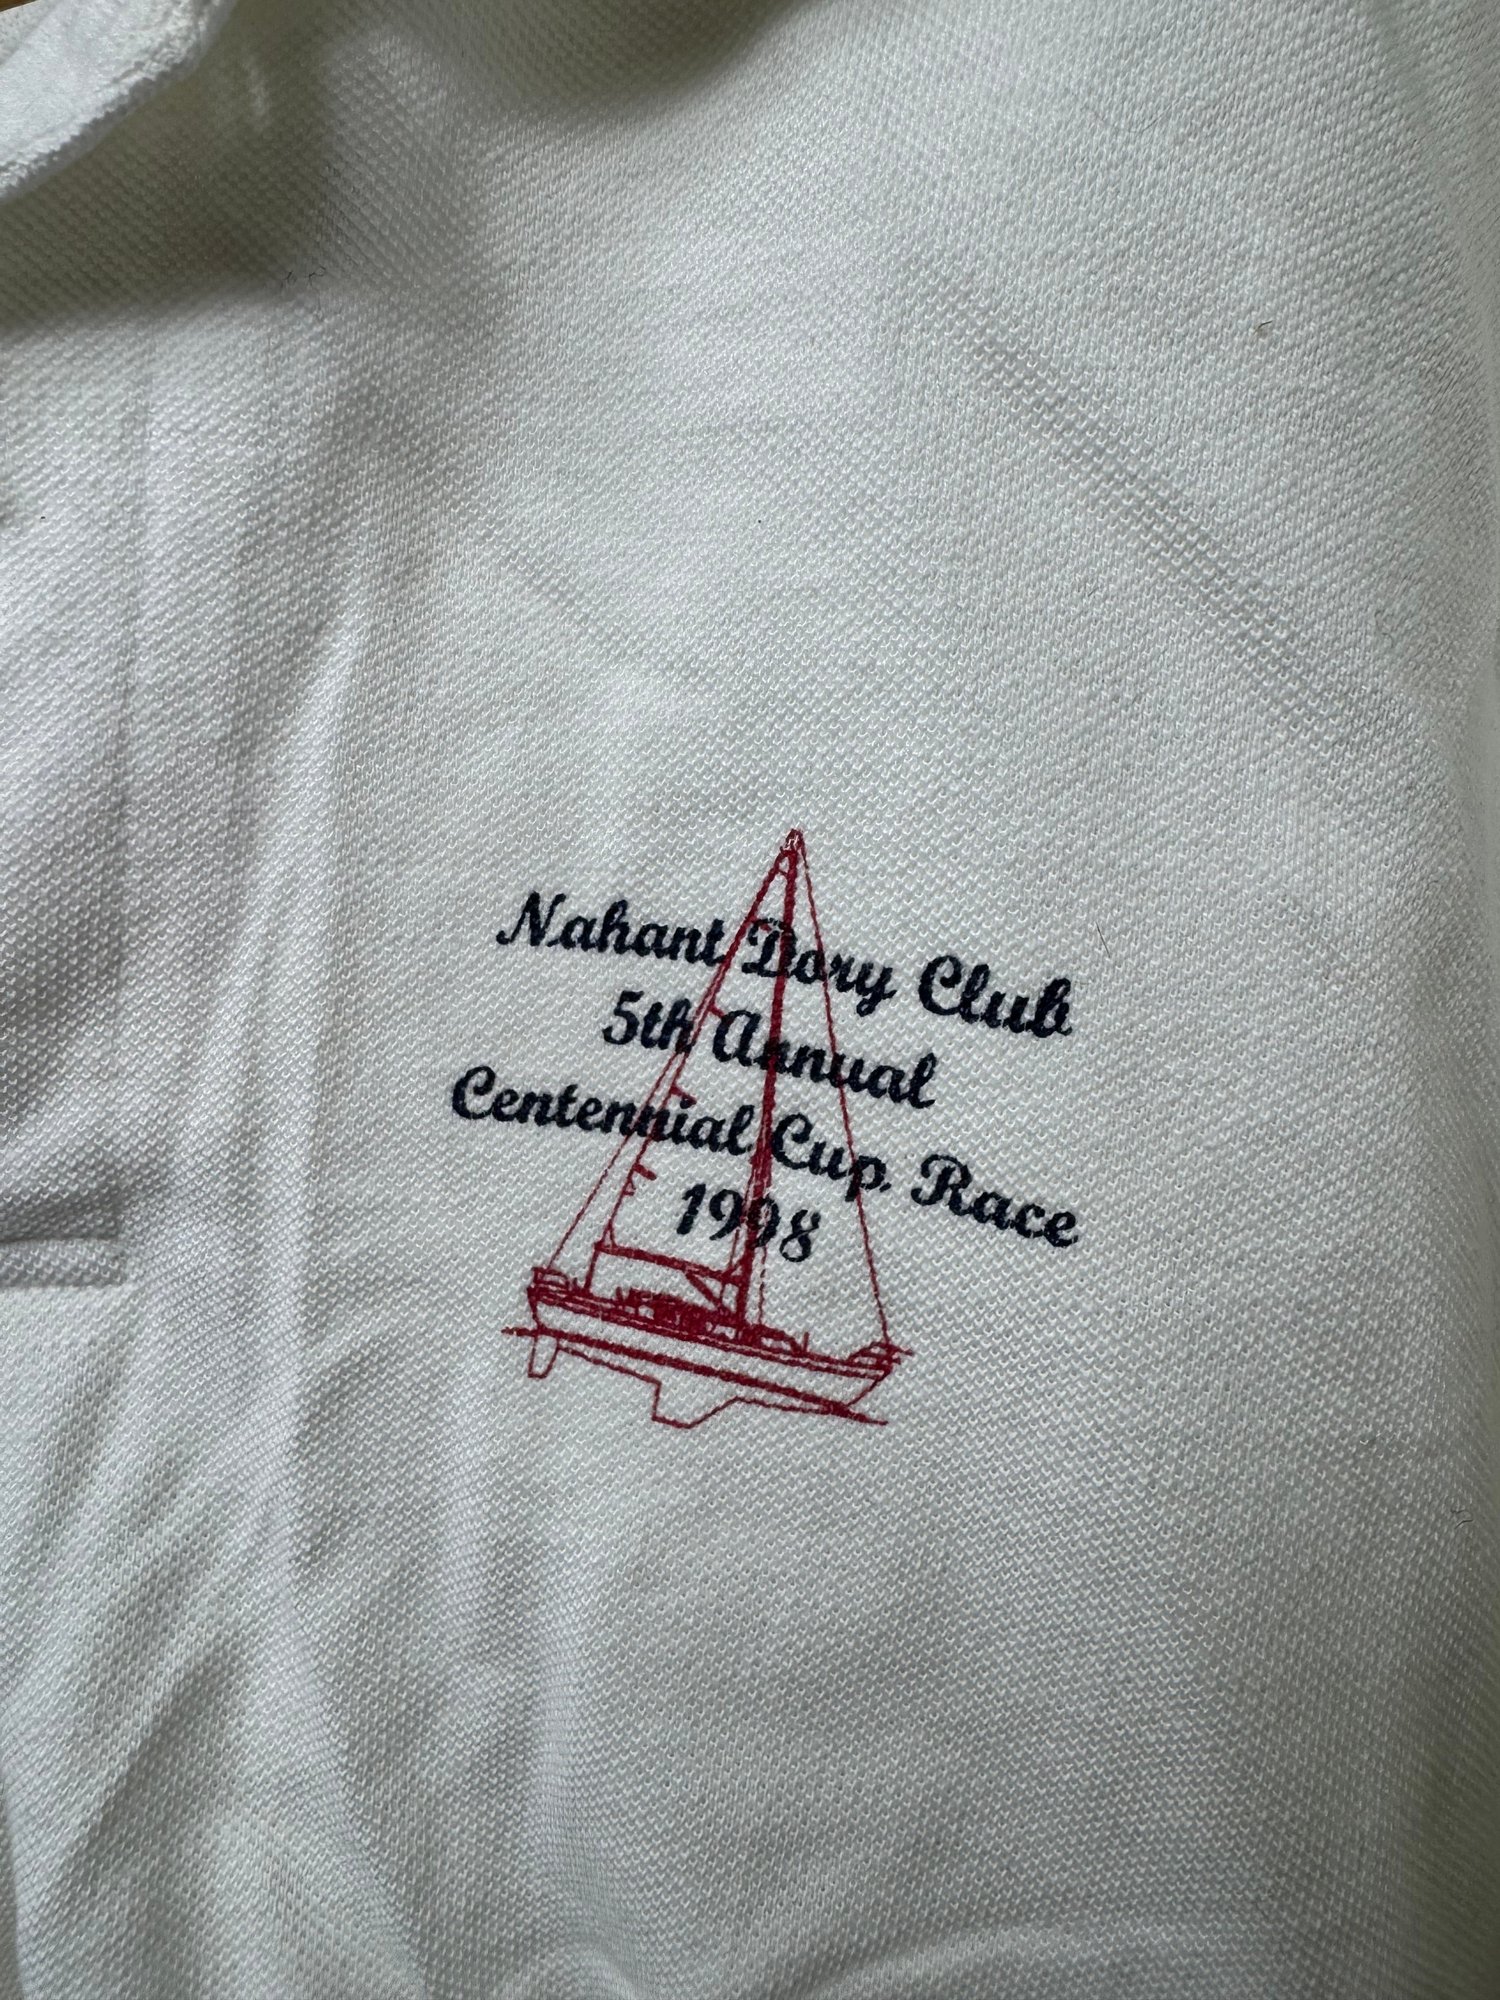 Nahant Dory Club
5th Annual
Centennial Cup Race
1998